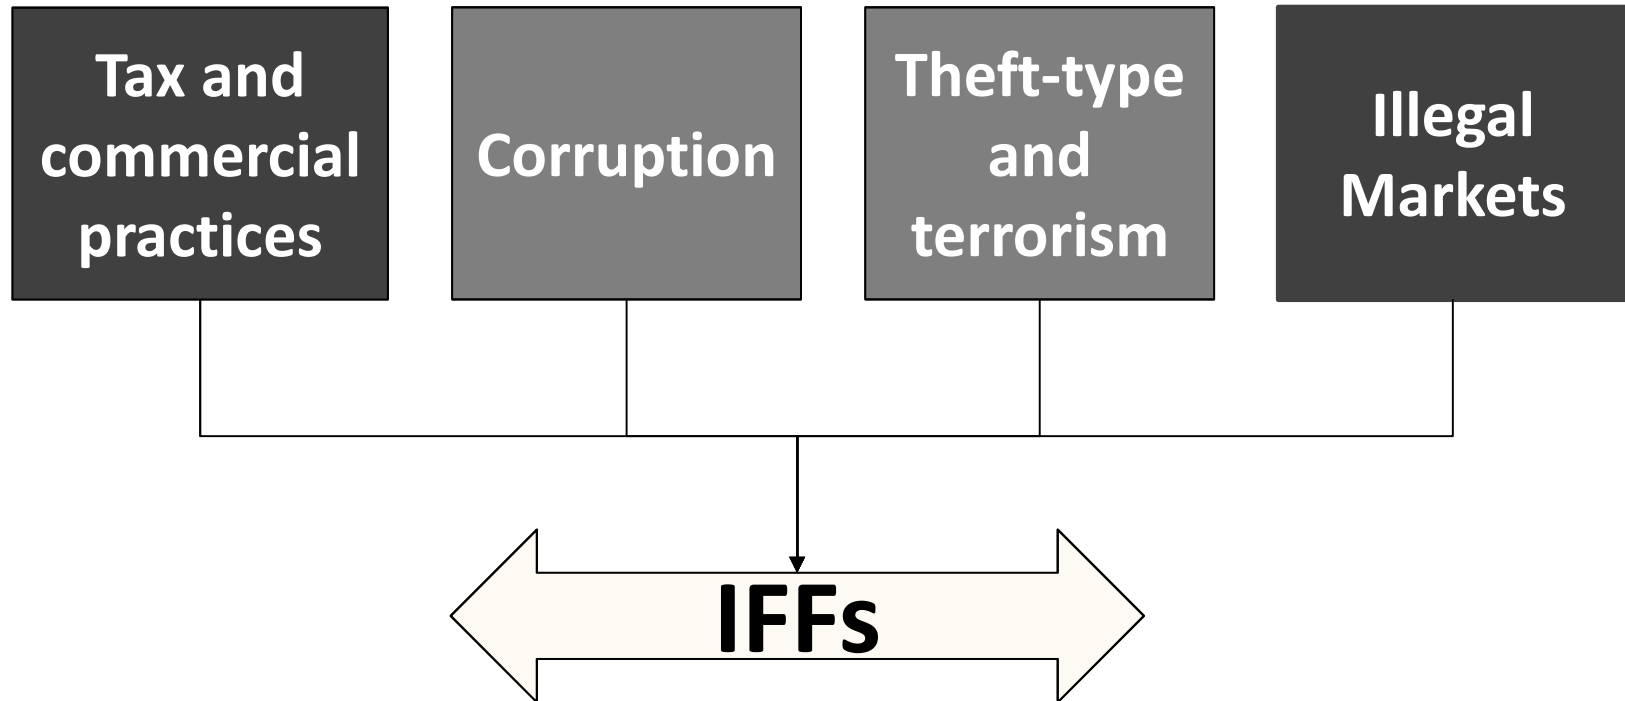 Tax and
commercial
practices
Corruption
Theft-type
and
terrorism
Illegal
Markets
IFFs